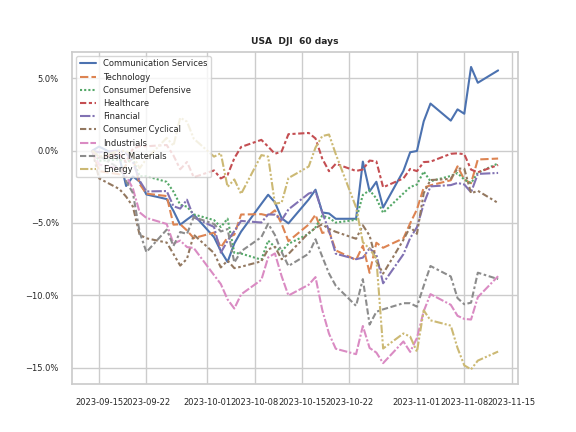 USA DJI 60 days
5.0%
0.0%
−5.0%
−10.0%
−15.0%
Communication Services
Technology
Consumer Defensive
Healthcare
Financial
Consumer Cyclical
Industrials
Basic Materials
Energy
2023-09-15 2023-09-22 2023-10-01 2023-10-08 2023-10-15 2023-10-22 2023-11-01 2023-11-08 2023-11-15